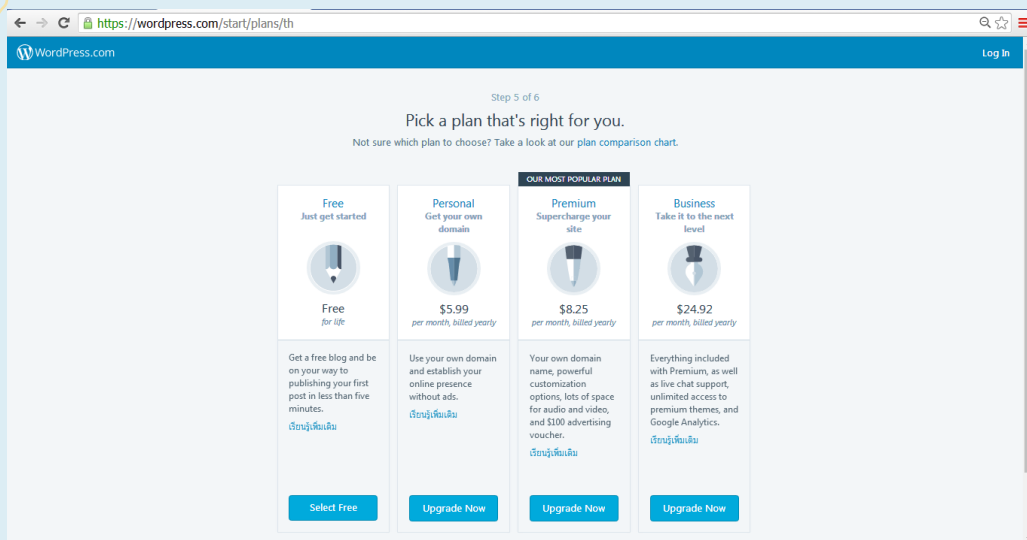 https://wordpress.com/start/plans/th
WordPress.com
Log In
Step 5 of 6
Pick a plan that's right for you.
Not sure which plan to choose? Take a look at our plan comparison chart.
Free
Just get started
Free
for life
Get a free blog and be
on your way to
publishing your first
post in less than five
minutes.
เรียนรู้เพิ่มเติม
Select Free
Personal
Get your own
domain
$5.99
per month, billed yearly
Use your own domain
and establish your
online presence
without ads.
เรียนรู้เพิ่มเติม
Upgrade Now
OUR MOST POPULAR PLAN
Premium
Supercharge your
site
$8.25
per month, billed yearly
Your own domain
name, powerful
customization
options, lots of space
for audio and video,
and $100 advertising
voucher.
เรียนรู้เพิ่มเติม
Upgrade Now
Business
Take it to the next
level
$24.92
per month, billed yearly
Everything included
with Premium, as well
as live chat support,
unlimited access to
premium themes, and
Google Analytics.
เรียนรู้เพิ่มเติม
Upgrade Now